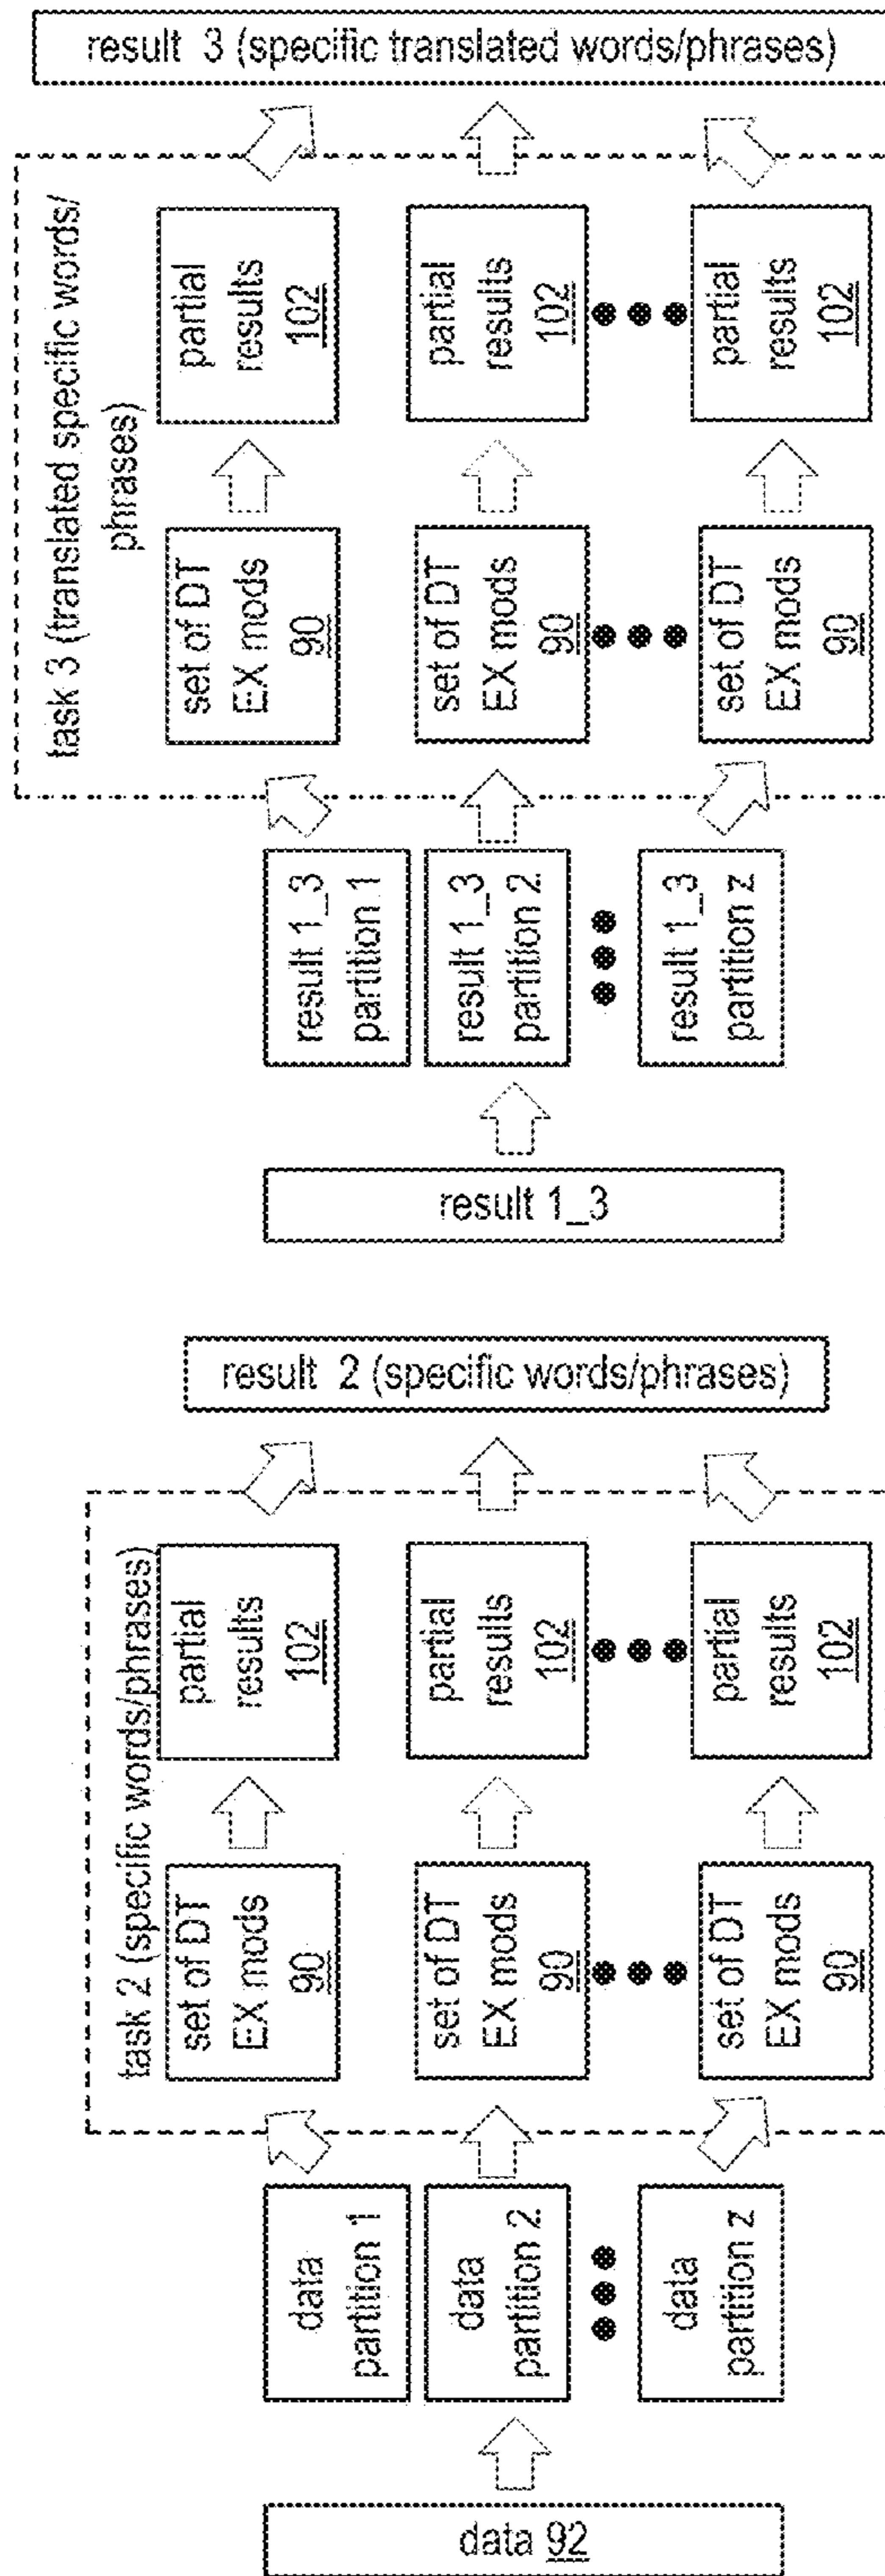 data 92
data
partition 1
data
partition 2
data
partition z
task 2 (specific words/phrases)
set of DT
EX mods
90
partial
results
102
set of DT
EX mods
90
partial
results
102
set of DT
EX mods
90
partial
results
102
result 2 (specific words/phrases)
result 1_3
result 1_3
partition 1
result 1_3
partition 2
result 1_3
partition z
task 3 (translated specific words/
phrases)
set of DT
EX mods
90
partial
results
102
set of DT
EX mods
90
partial
results
102
set of DT
EX mods
90
partial
results
102
result 3 (specific translated words/phrases)